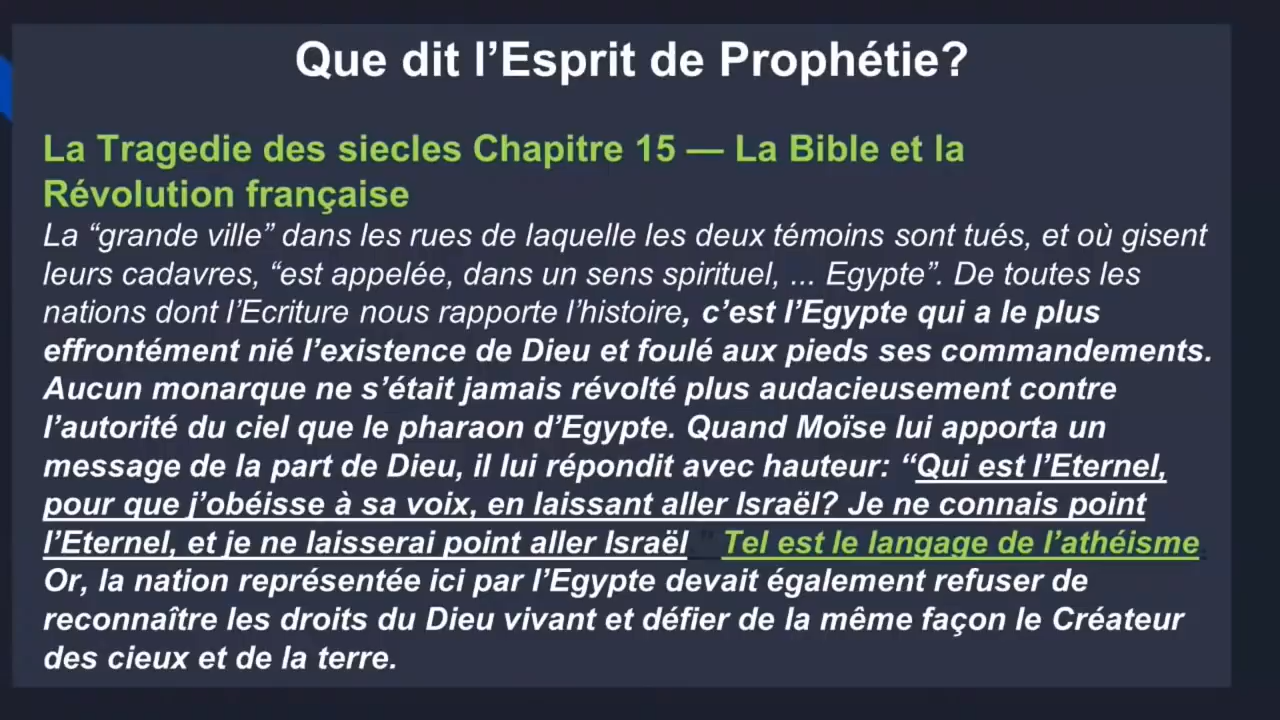 Que dit l’Esprit de Prophétie?
La Tragedie des siecles Chapitre 15 — La Bible et la
Révolution française
La “grande ville” dans les rues de laquelle les deux témoins sont tués, et où gisent
leurs cadavres, “est appelée, dans un sens spirituel, ... Egypte”. De toutes les
nations dont l’Ecriture nous rapporte l’histoire, c’est l’Egypte qui a le plus
effrontément nié l’existence de Dieu et foulé aux pieds ses commandements.
Aucun monarque ne s’était jamais révolté plus audacieusement contre
l’autorité du ciel que le pharaon d’Egypte. Quand Moïse lui apporta un
message de la part de Dieu, il lui répondit avec hauteur: “Qui est l’Eternel,
pour que j’obéisse à sa voix, en laissant aller Israël? Je ne connais point
l’Eternel, et je ne laisserai point aller Israël.” Tel est le langage de l’athéisme.
Or, la nation représentée ici par l’Egypte devait également refuser de
reconnaître les droits du Dieu vivant et défier de la même façon le Créateur
des cieux et de la terre.